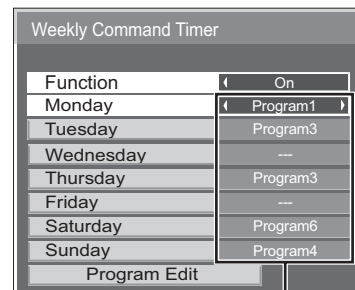 Weekly Command Timer
Function On
Monday Program1
Tuesday Program3
Wednesday ---
Thursday Program3
Friday ---
Saturday Program6
Sunday Program4
Program Edit